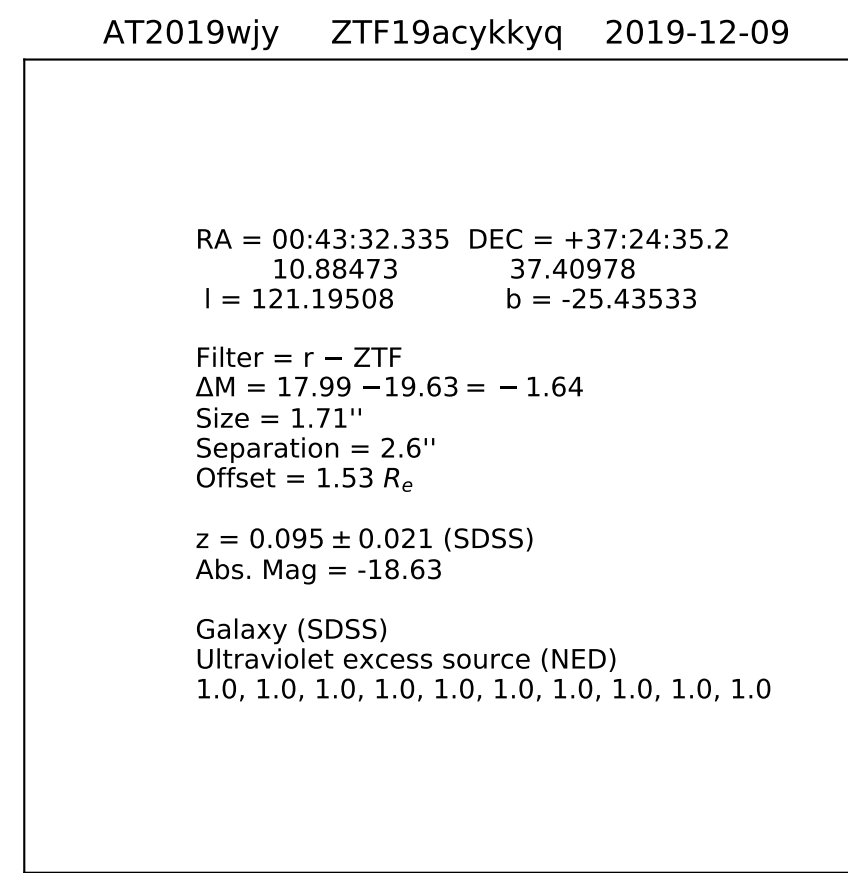 AT2019wjy ZTF19acykkyq 2019-12-09
RA = 00:43:32.335 DEC = +37:24:35.2
10.88473 37.40978
l = 121.19508 b = -25.43533
Filter = r − ZTF
ΔM = 17.99 −19.63 = − 1.64
Size = 1.71''
Separation = 2.6''
Offset = 1.53 Re
z = 0.095 ± 0.021 (SDSS)
Abs. Mag = -18.63
Galaxy (SDSS)
Ultraviolet excess source (NED)
1.0, 1.0, 1.0, 1.0, 1.0, 1.0, 1.0, 1.0, 1.0, 1.0